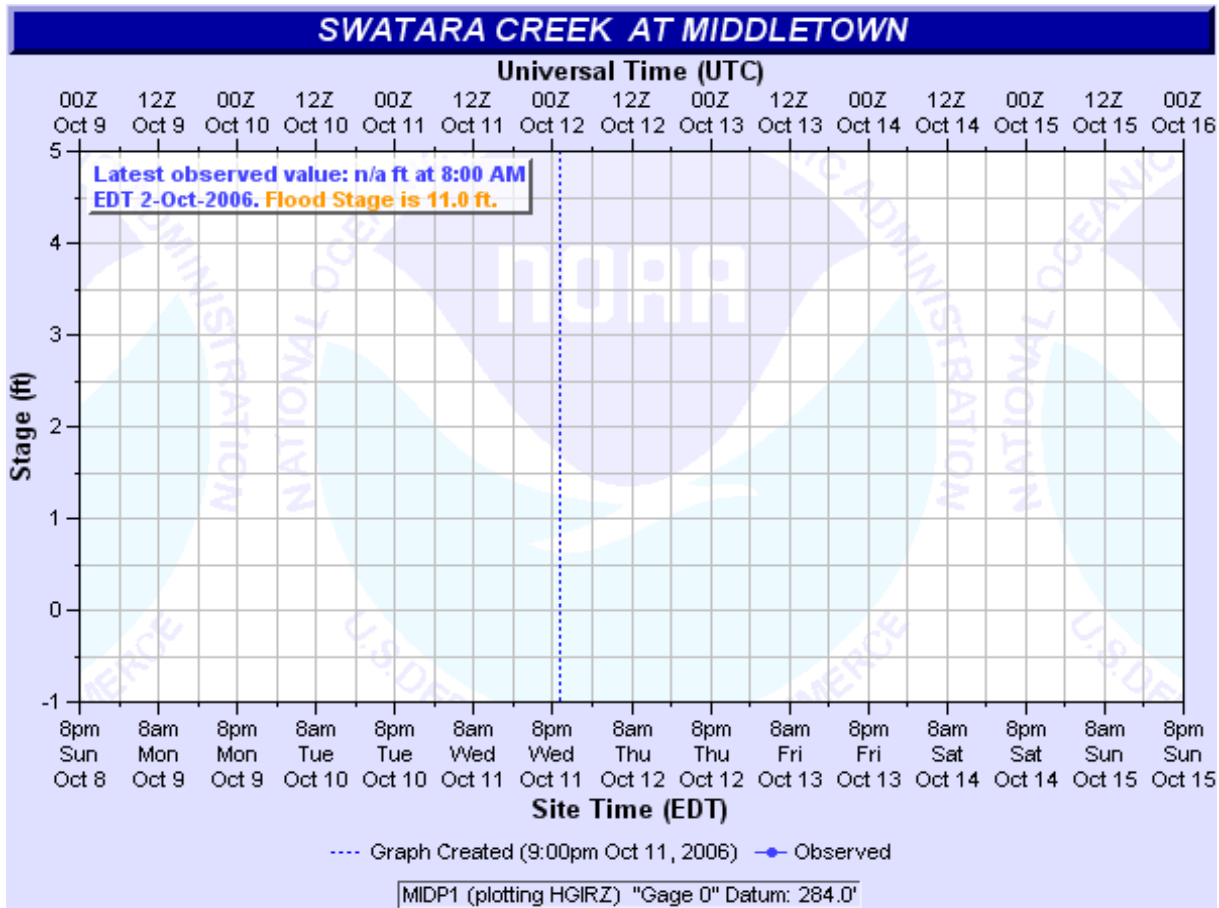 SWATARA CREEK AT MIDDLETOWN
Universal Time (UTC)
00Z 12Z 00Z 12Z 00Z 12Z 00Z 12Z 00Z 12Z 00Z 12Z 00Z 12Z 00Z
Oct 9 Oct 9 Oct 10 Oct 10 Oct 11 Oct 11 Oct 12 Oct 12 Oct 13 Oct 13 Oct 14 Oct 14 Oct 15 Oct 15 Oct 16
Latest observed value: n/a ft at 8:00 AM
EDT 2-Oct-2006. Flood Stage is 11.0 ft.
Stage (ft)
5
4
3
2
1
0
-1
NOAA
NATIONAL OCEANIC
ADMINISTRATION
U.S.DEP
MERCE
8pm 8am 8pm 8am 8pm 8am 8pm 8am 8pm 8am 8pm 8am 8pm 8am 8pm
Sun Mon Mon Tue Tue Wed Wed Thu Thu Fri Fri Sat Sat Sun Sun
Oct 8 Oct 9 Oct 9 Oct 10 Oct 10 Oct 11 Oct 11 Oct 12 Oct 12 Oct 13 Oct 13 Oct 14 Oct 14 Oct 15 Oct 15
Site Time (EDT)
Graph Created (9:00pm Oct 11, 2006) Observed
MIDP1 (plotting HGIRZ) "Gage 0" Datum: 284.0'